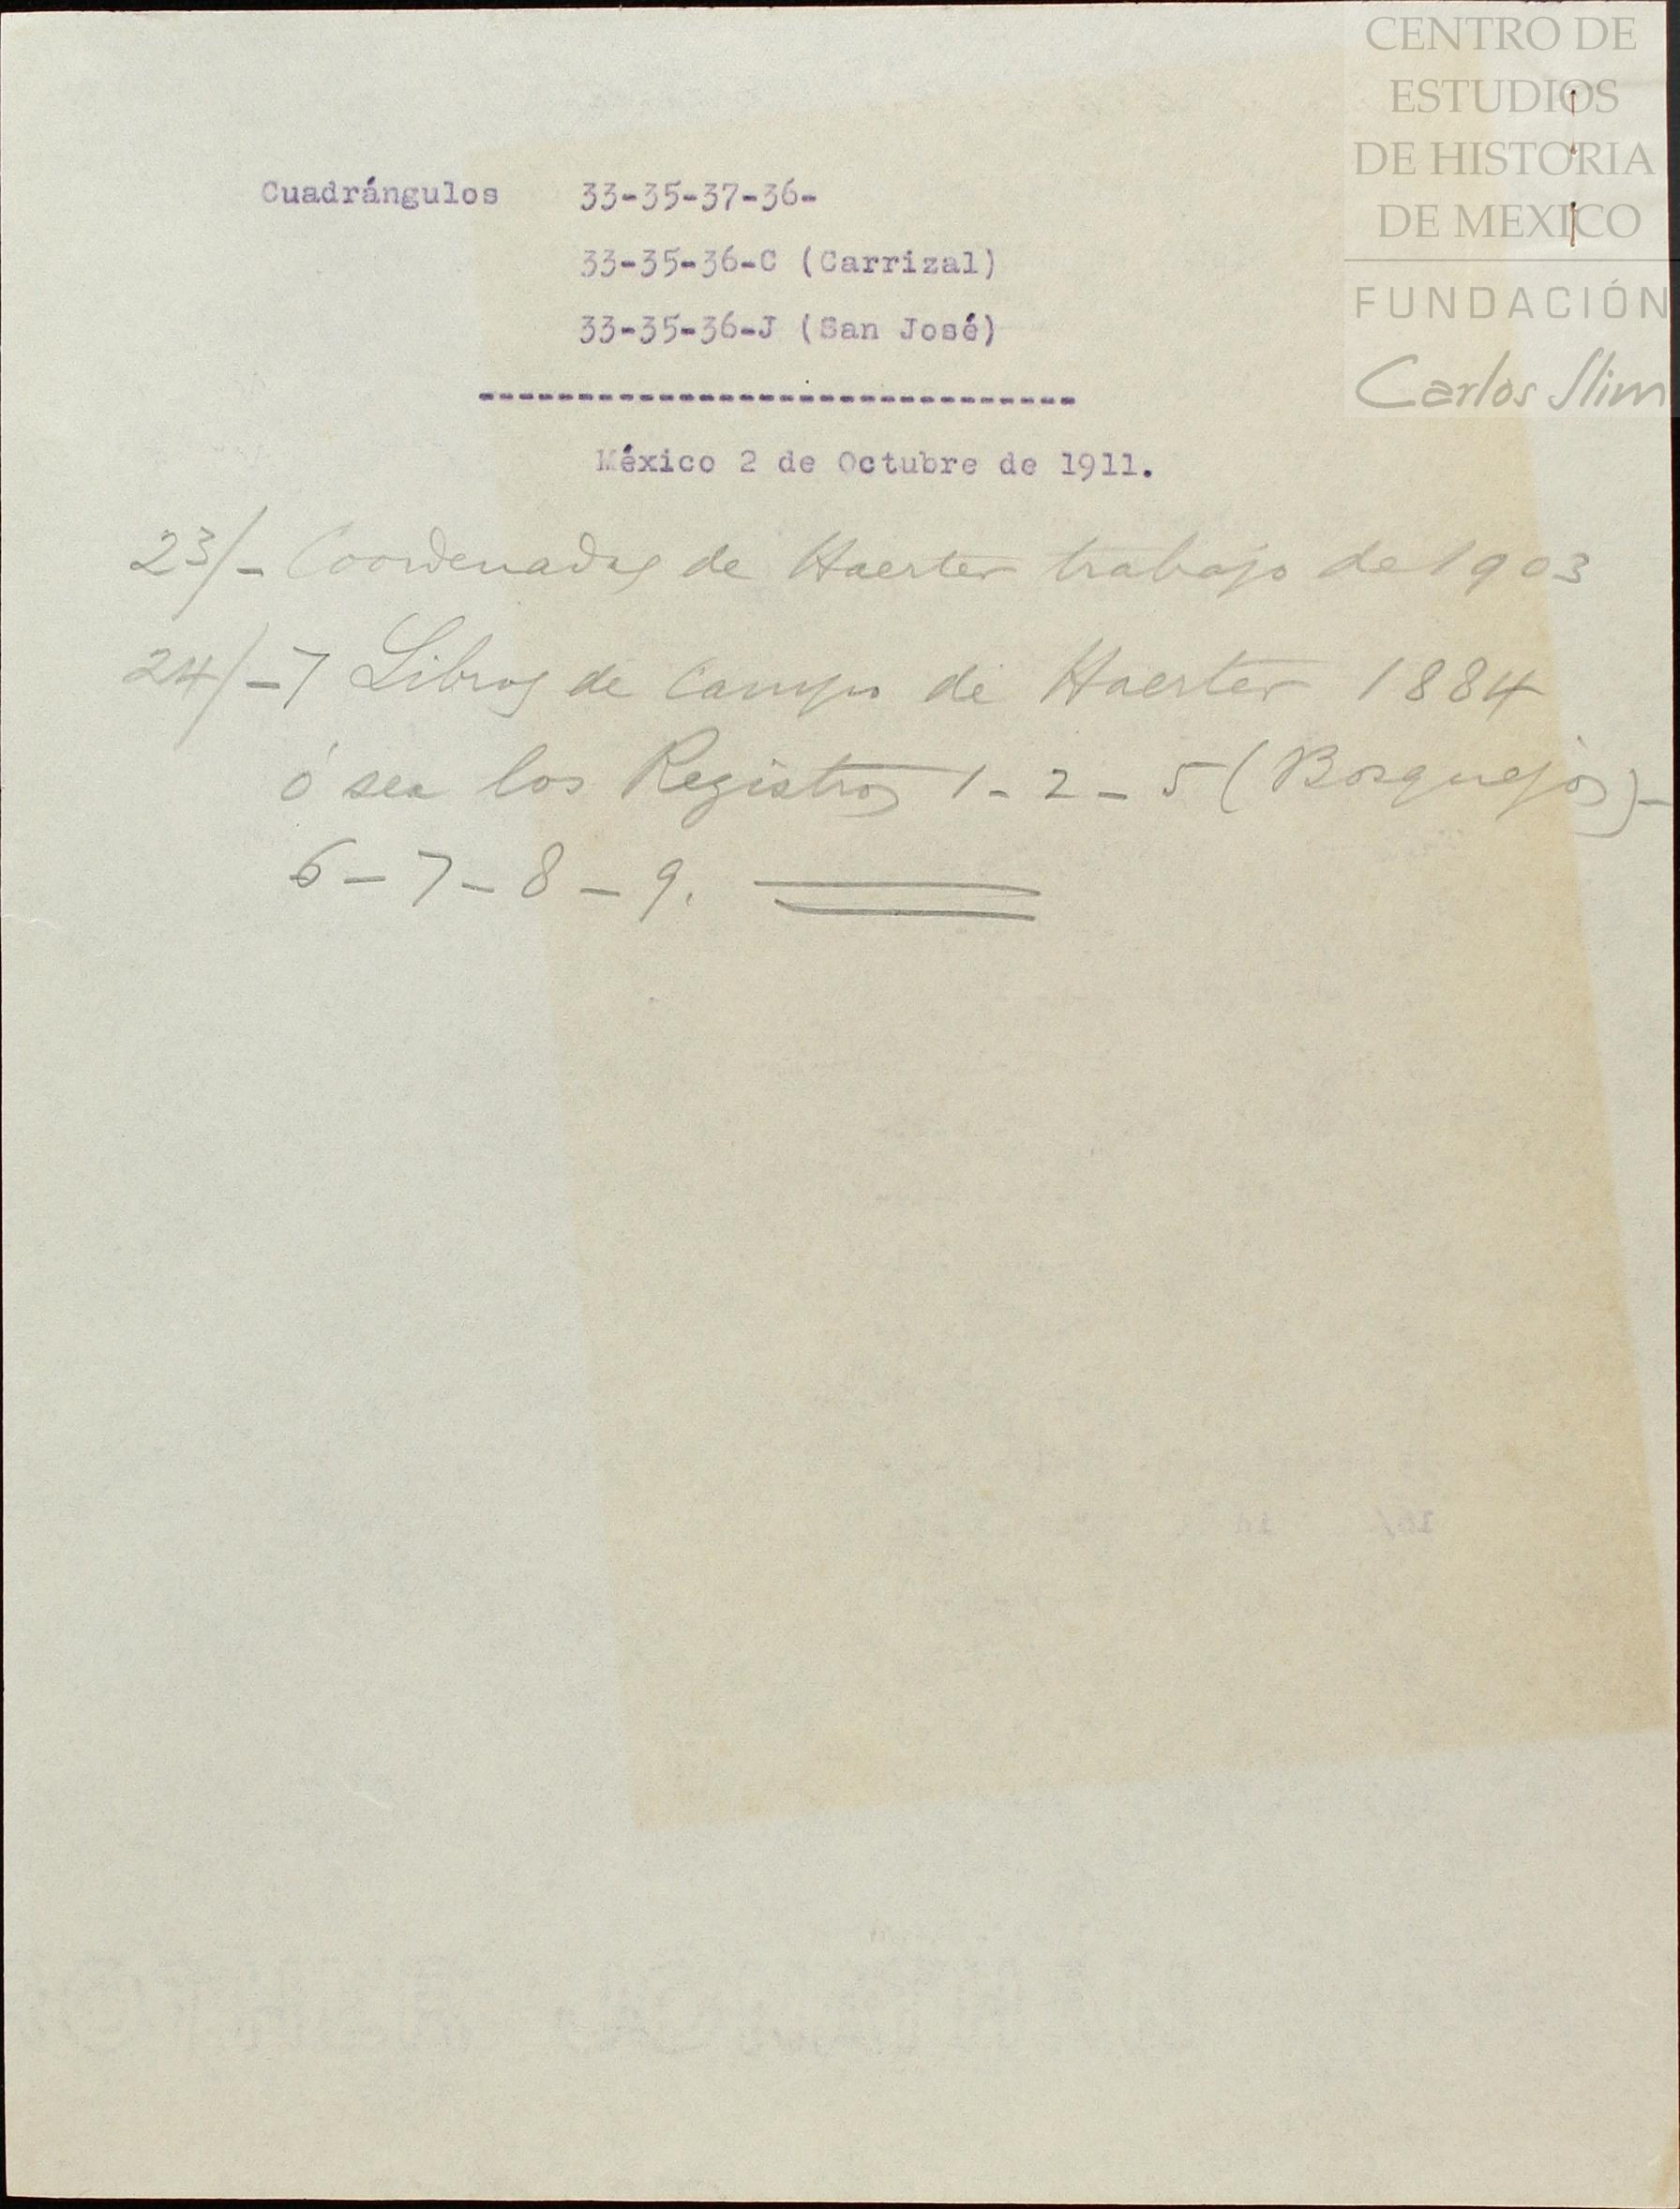 CENTRO DE
ESTUDIOS
DE HISTORIA
DE MEXICO
FUNDACIÓN
Carlos Slim
Cuadrángulos 33-35-37-36-
33-35-36-C (Carrizal)
33-35-36-J (San José)
------------------------------
México 2 de Octubre de 1911.
23/- Coordenadas de Haerter trabajo de 1903
24/-7 Libros de Campo de Haerter 1884
ó sea los Registros 1-2-5 (Bosquejos)-
6-7-8-9.